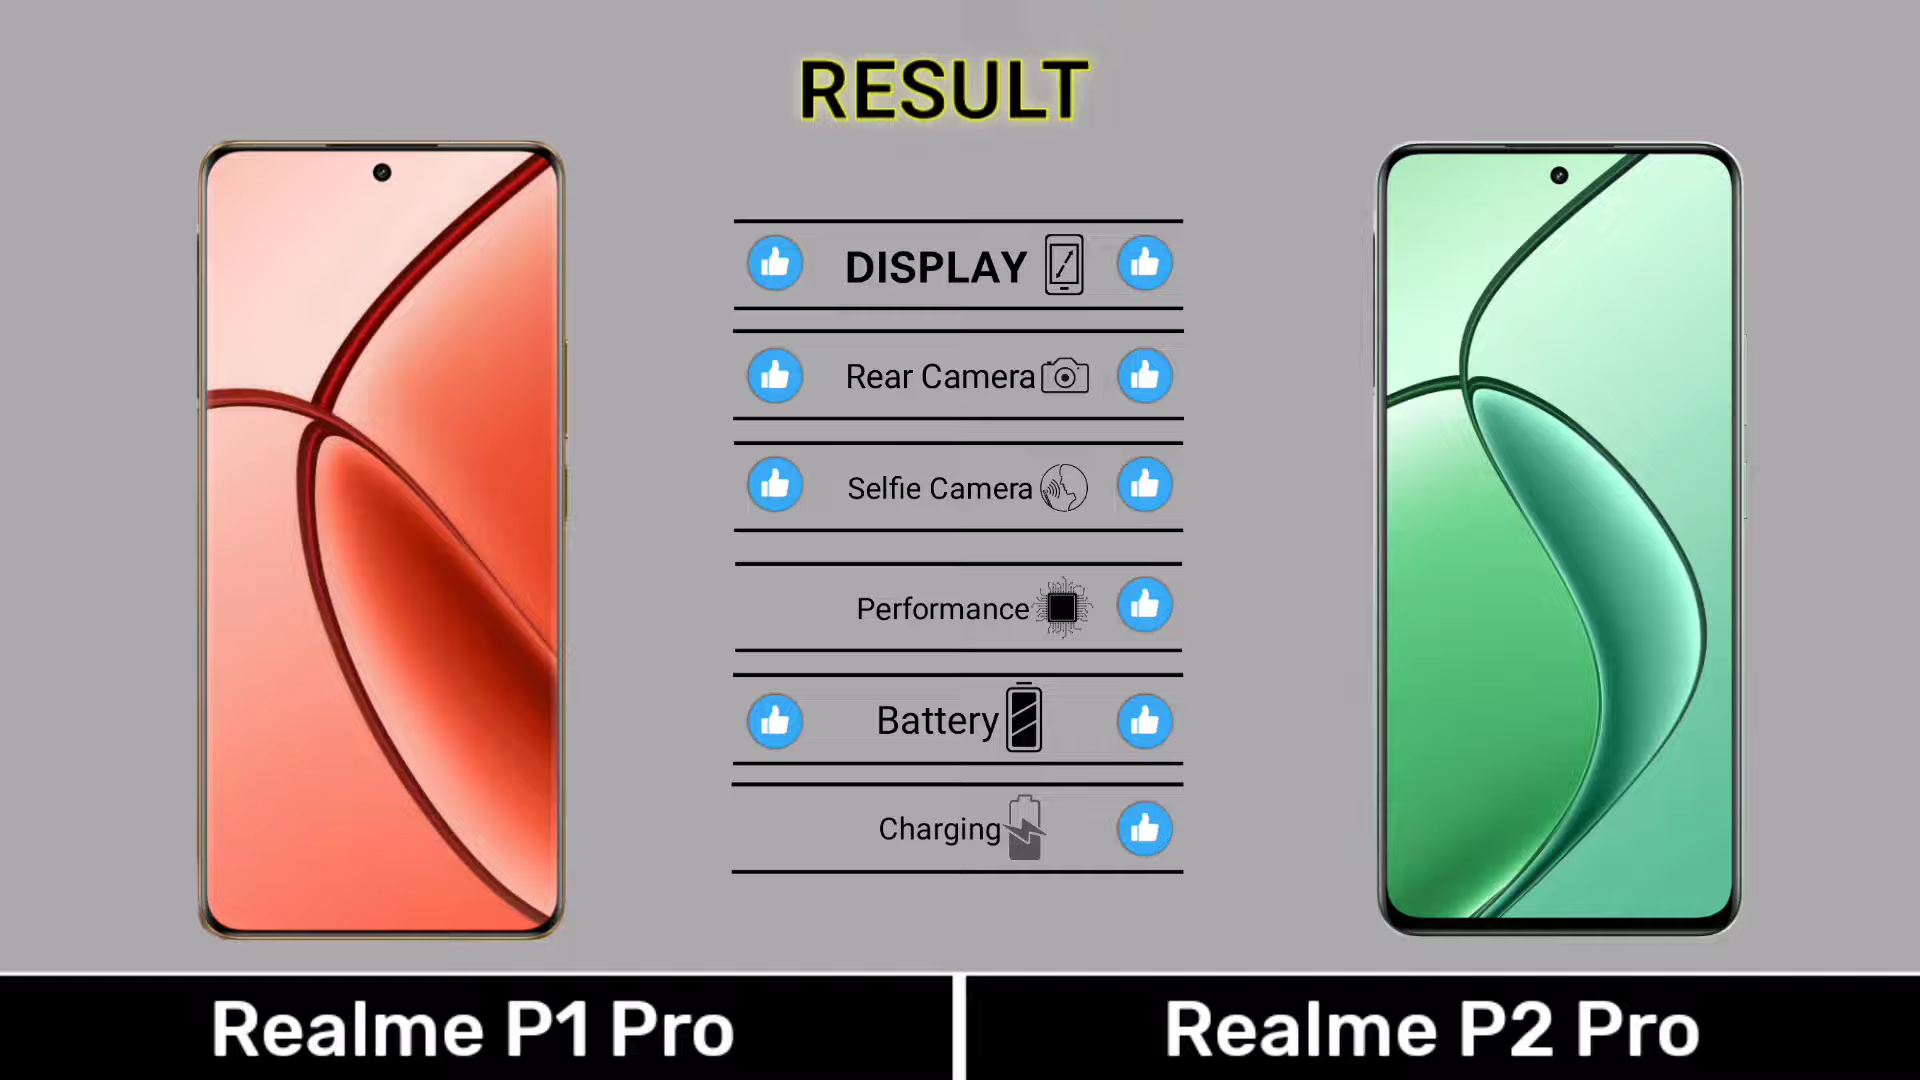 RESULT
DISPLAY
Rear Camera
Selfie Camera
Performance
Battery
Charging
Realme P1 Pro
Realme P2 Pro